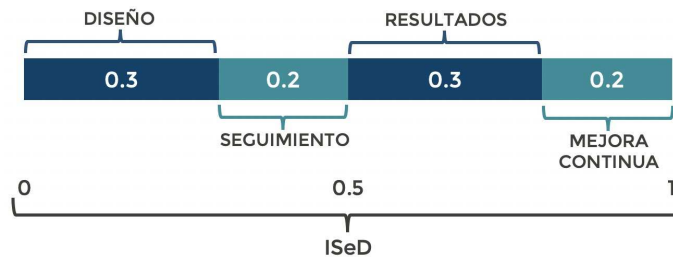 DISEÑO
RESULTADOS
0.3
0.2
0.3
0.2
SEGUIMIENTO
MEJORA
CONTINUA
0
0.5
1
ISeD